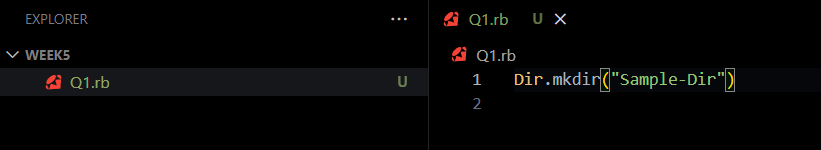 EXPLORER
WEEK5
Q1.rb U
Q1.rb U
Q1.rb
1 Dir.mkdir("Sample-Dir")
2